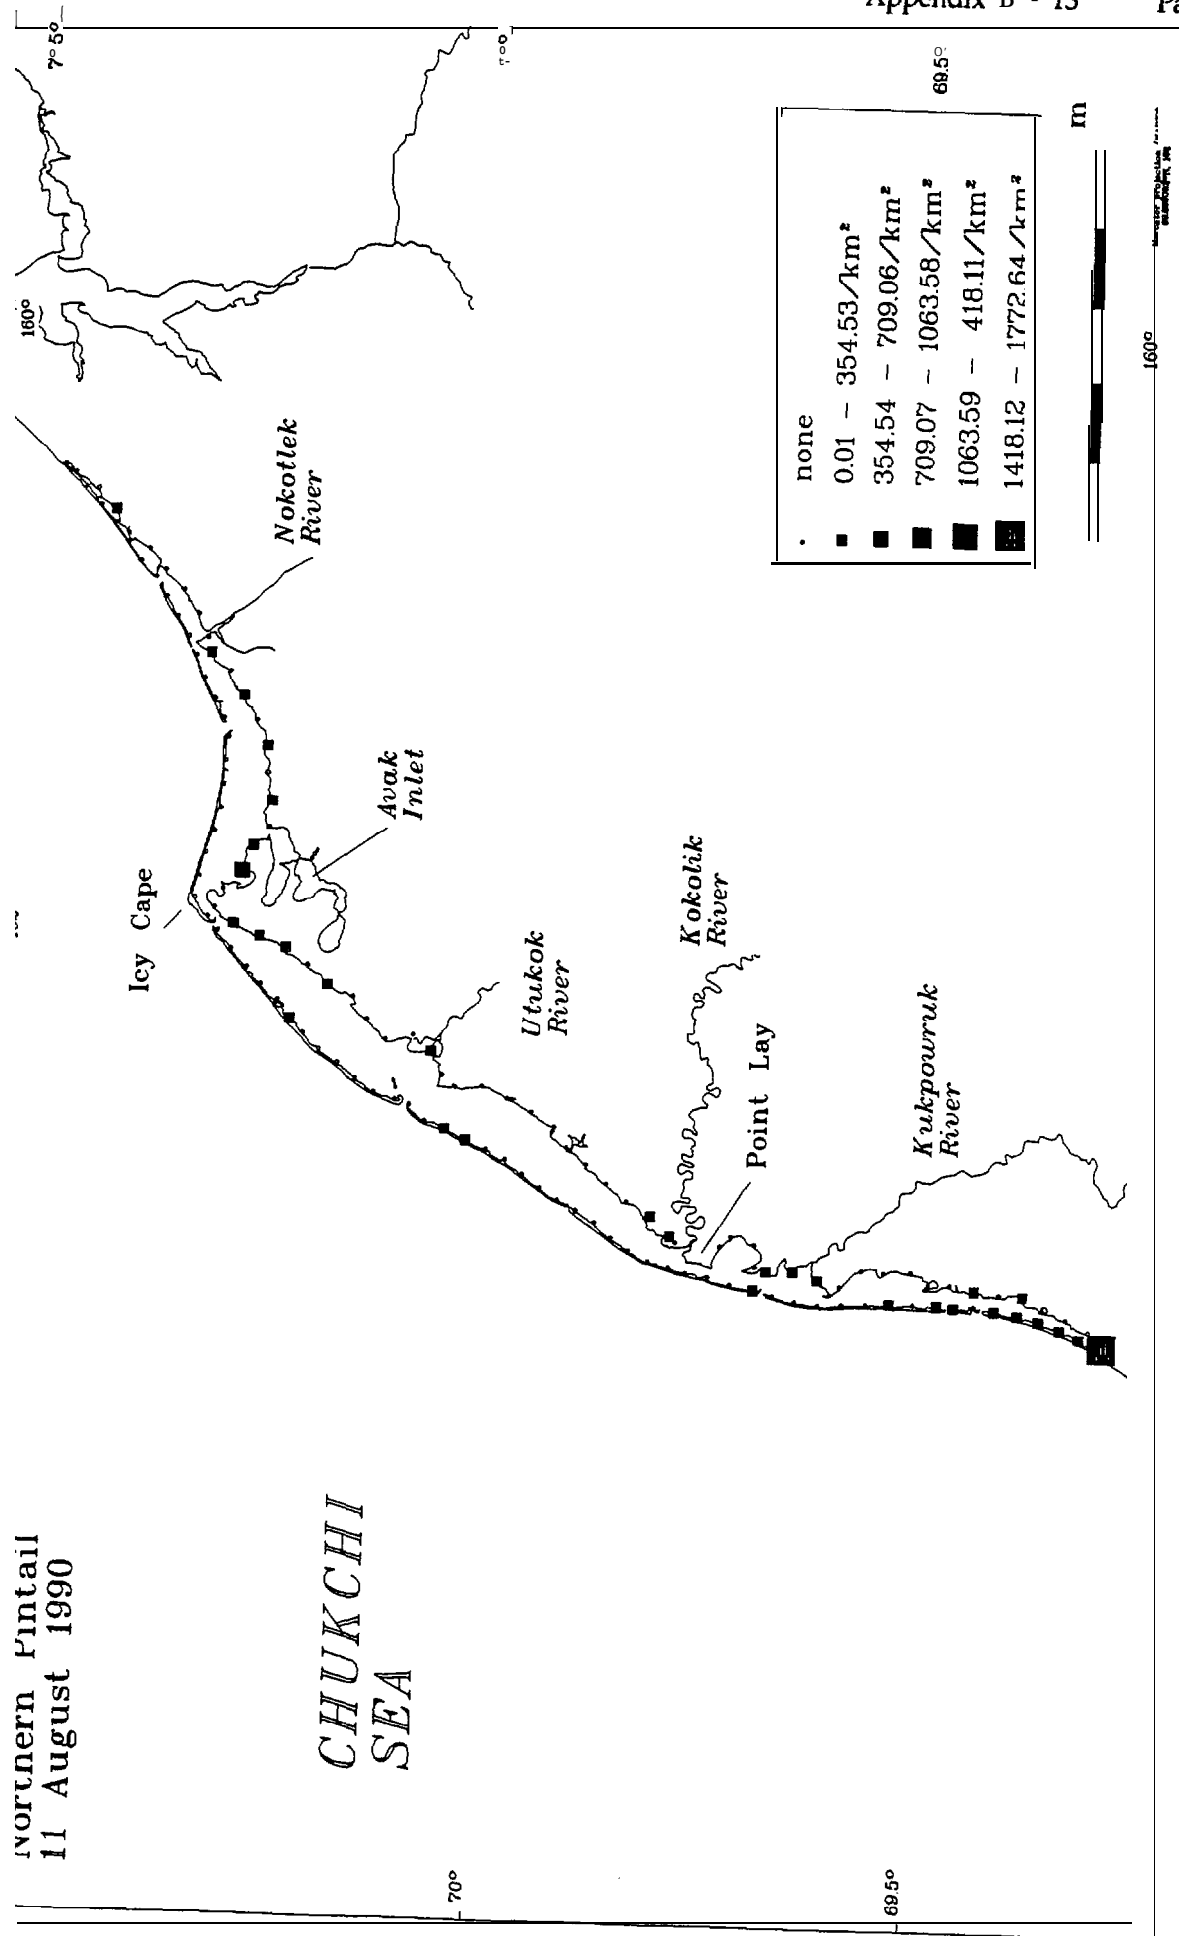 Appendix B - 13
Northern Pintail
11 August 1990
CHUKCHI
SEA
Icy Cape
Nokotlek
River
Avak
Inlet
Utukok
River
Kokolik
River
Point Lay
Kukpowruk
River
160°
7°5°
69.5°
70°
69.5°
160°
none
0.01 - 354.53/km²
354.54 - 709.06/km²
709.07 - 1063.58/km²
1063.59 - 418.11/km²
1418.12 - 1772.64/km²
m